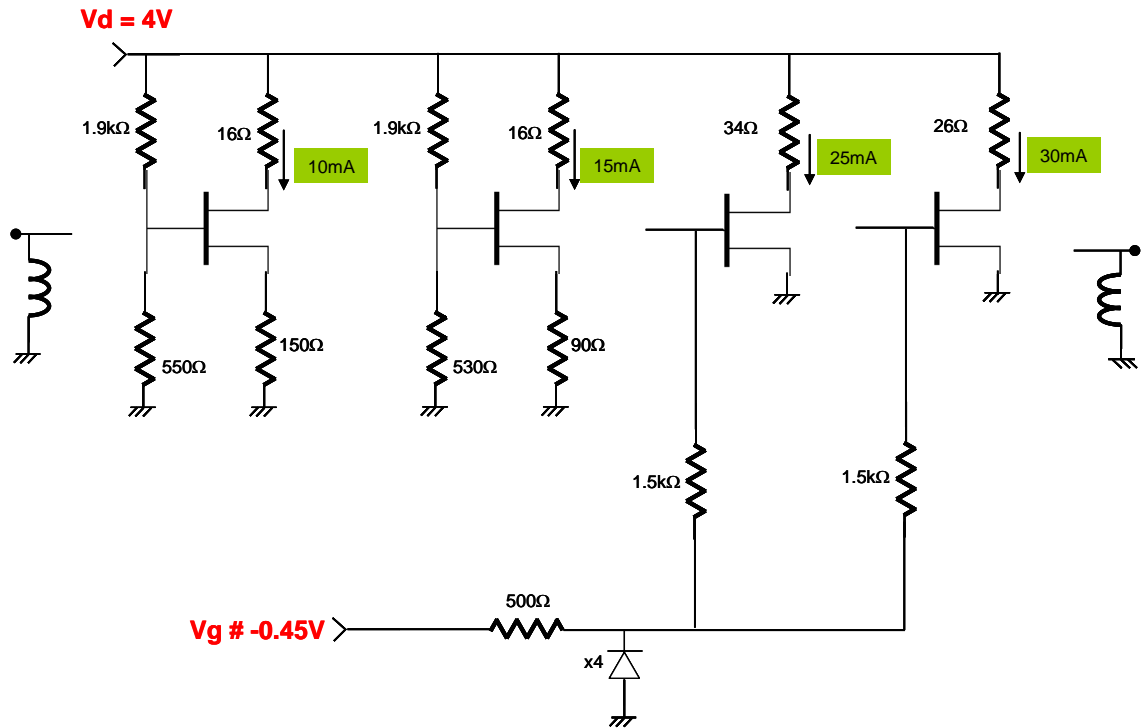 Vd = 4V
1.9kΩ
16Ω
10mA
1.9kΩ
16Ω
15mA
34Ω
25mA
26Ω
30mA
550Ω
150Ω
530Ω
90Ω
1.5kΩ
1.5kΩ
500Ω
Vg # -0.45V
x4